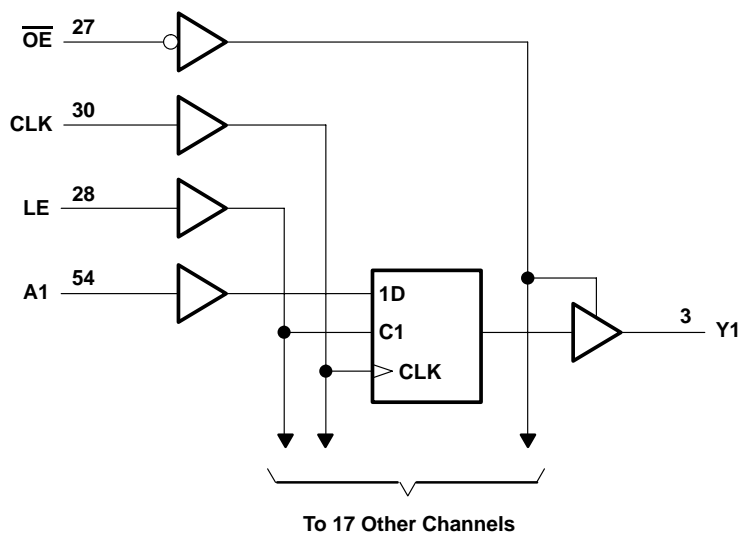 OE 27
CLK 30
LE 28
A1 54
1D
C1
CLK
3 Y1
To 17 Other Channels